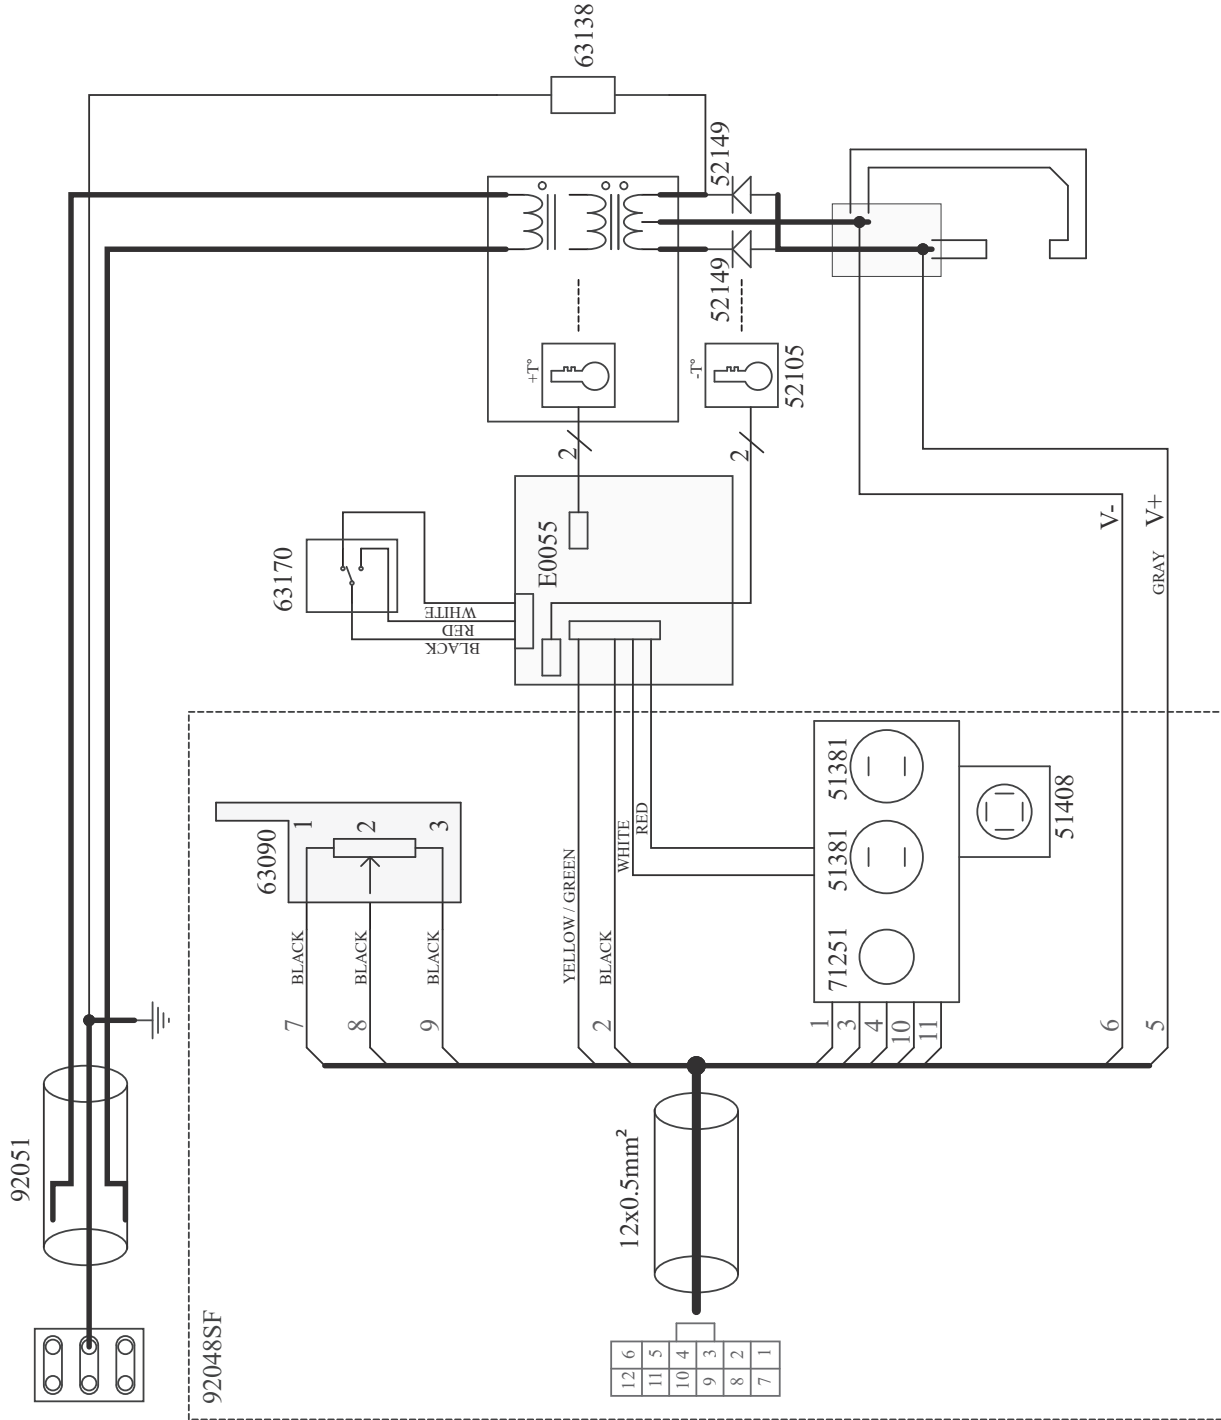 63138
52149
52149
+T°
-T°
52105
2
2
63170
E0055
WHITE
RED
BLACK
V-
V+
GRAY
63090
1
2
3
51381
51381
71251
51408
WHITE
RED
YELLOW / GREEN
BLACK
BLACK
BLACK
BLACK
7
8
9
2
1
3
4
10
11
6
5
92051
12x0.5mm²
92048SF
12 6
11 5
10 4
9 3
8 2
7 1